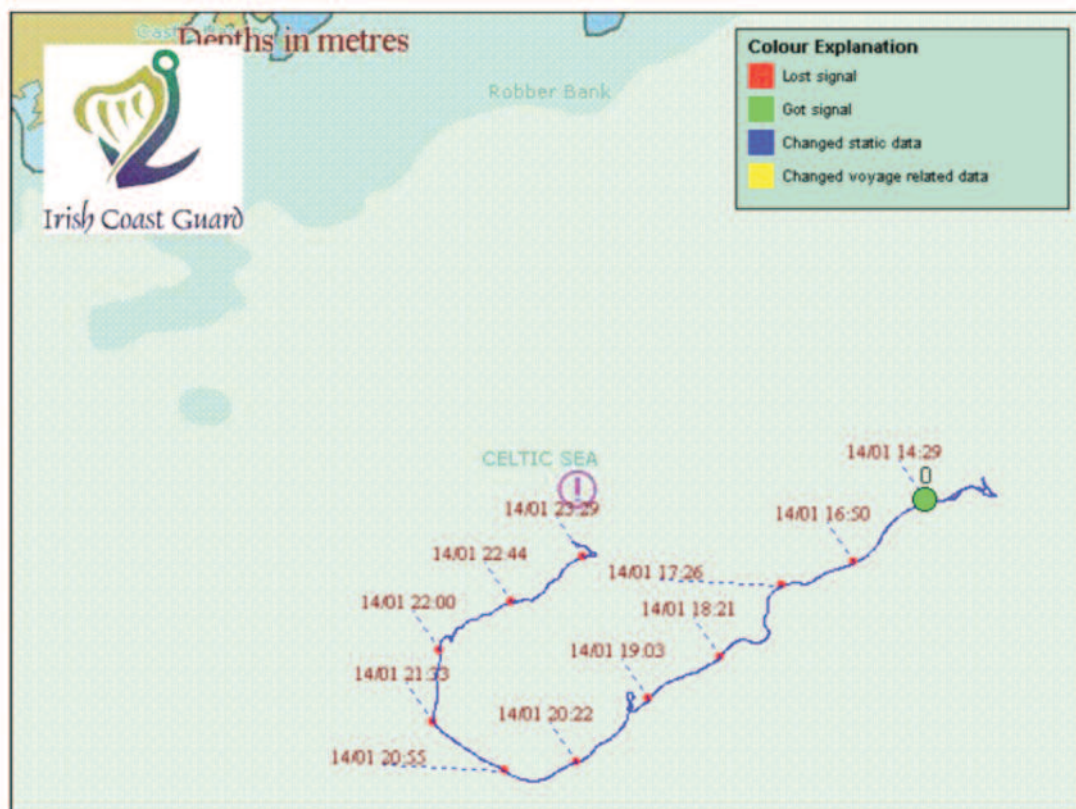 Depths in metres
Irish Coast Guard
Robber Bank
Colour Explanation
Lost signal
Got signal
Changed static data
Changed voyage related data
CELTIC SEA
14/01 14:29
0
14/01 23:29
14/01 16:50
14/01 22:44
14/01 17:26
14/01 22:00
14/01 18:21
14/01 19:03
14/01 21:33
14/01 20:22
14/01 20:55